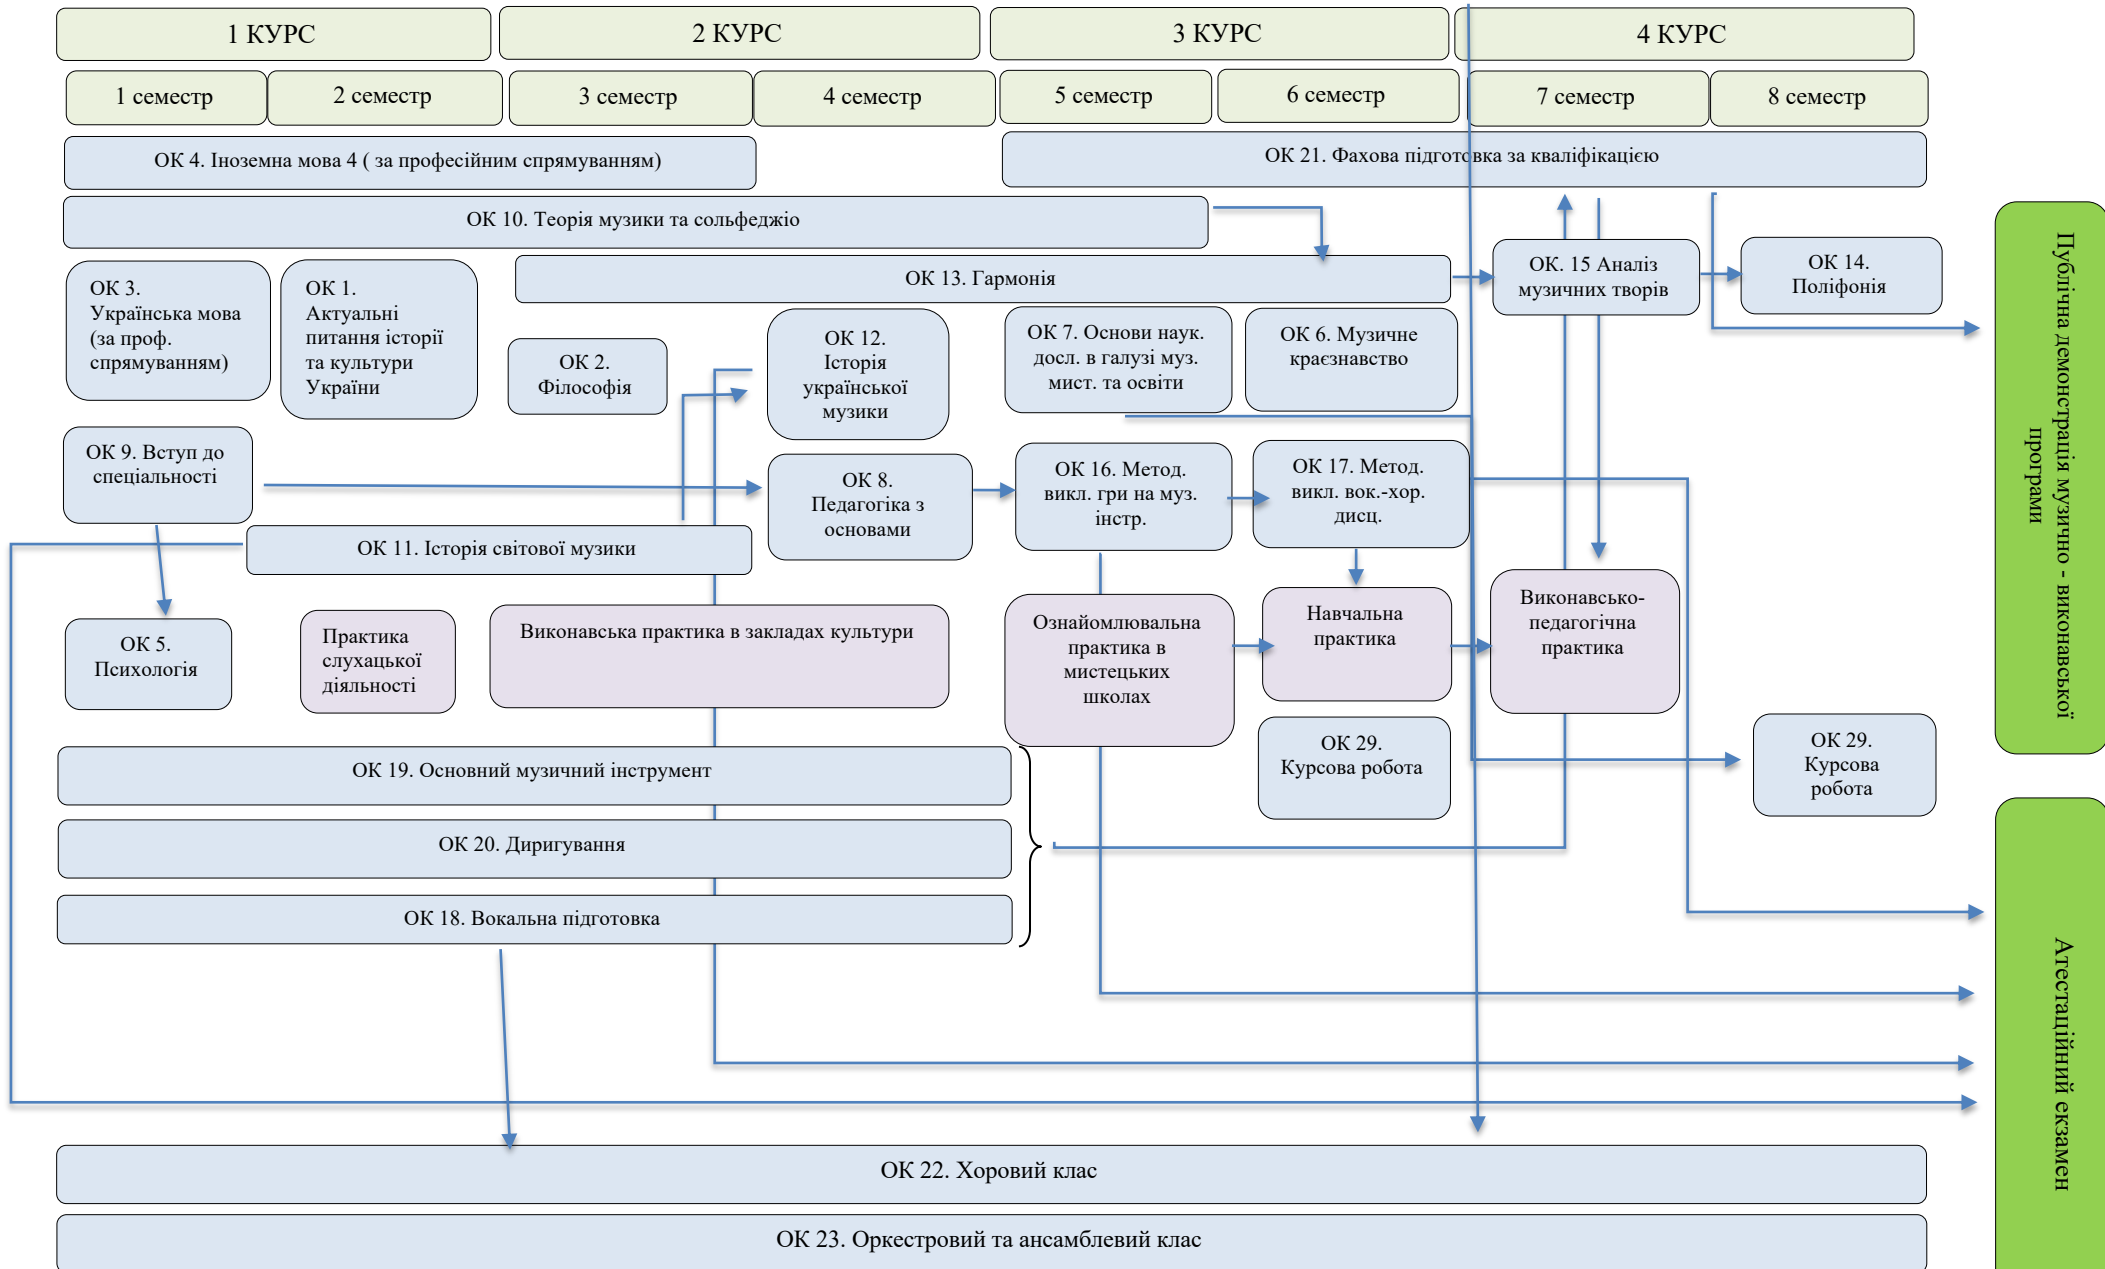 1 КУРС
2 КУРС
3 КУРС
4 КУРС
1 семестр
2 семестр
3 семестр
4 семестр
5 семестр
6 семестр
7 семестр
8 семестр
ОК 4. Іноземна мова 4 ( за професійним спрямуванням)
ОК 21. Фахова підготовка за кваліфікацією
ОК 10. Теорія музики та сольфеджіо
ОК 13. Гармонія
ОК. 15 Аналіз
музичних творів
ОК 14.
Поліфонія
ОК 3.
Українська мова
(за проф.
спрямуванням)
ОК 1.
Актуальні
питання історії
та культури
України
ОК 2.
Філософія
ОК 12.
Історія
української
музики
ОК 7. Основи наук.
досл. в галузі муз.
мист. та освіти
ОК 6. Музичне
краєзнавство
ОК 9. Вступ до
спеціальності
ОК 8.
Педагогіка з
основами
ОК 16. Метод.
викл. гри на муз.
інстр.
ОК 17. Метод.
викл. вок.-хор.
дисц.
ОК 11. Історія світової музики
ОК 5.
Психологія
Практика
слухацької
діяльності
Виконавська практика в закладах культури
Ознайомлювальна
практика в
мистецьких
школах
Навчальна
практика
Виконавсько-
педагогічна
практика
ОК 29.
Курсова робота
ОК 29.
Курсова
робота
ОК 19. Основний музичний інструмент
ОК 20. Диригування
ОК 18. Вокальна підготовка
ОК 22. Хоровий клас
ОК 23. Оркестровий та ансамблевий клас
Публічна демонстрація музично - виконавської
програми
Атестаційний екзамен